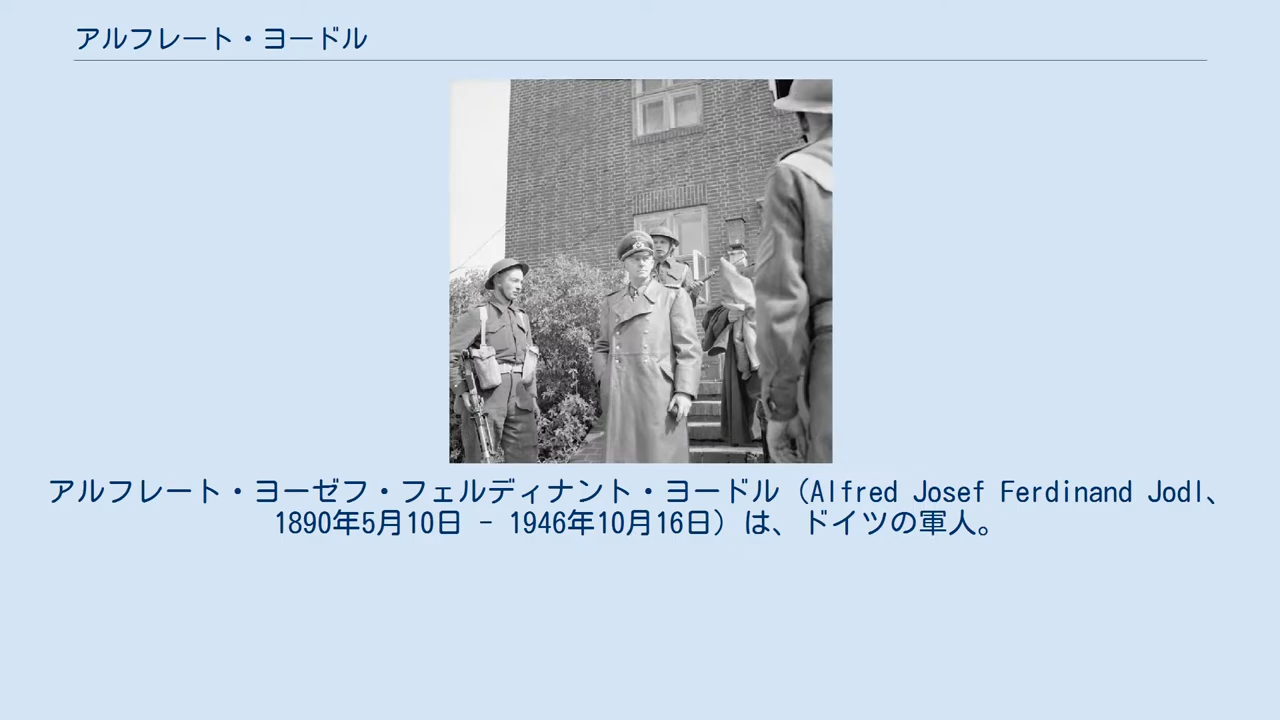 アルフレート・ヨードル
アルフレート・ヨーゼフ・フェルディナント・ヨードル（Alfred Josef Ferdinand Jodl、
1890年5月10日 - 1946年10月16日）は、ドイツの軍人。